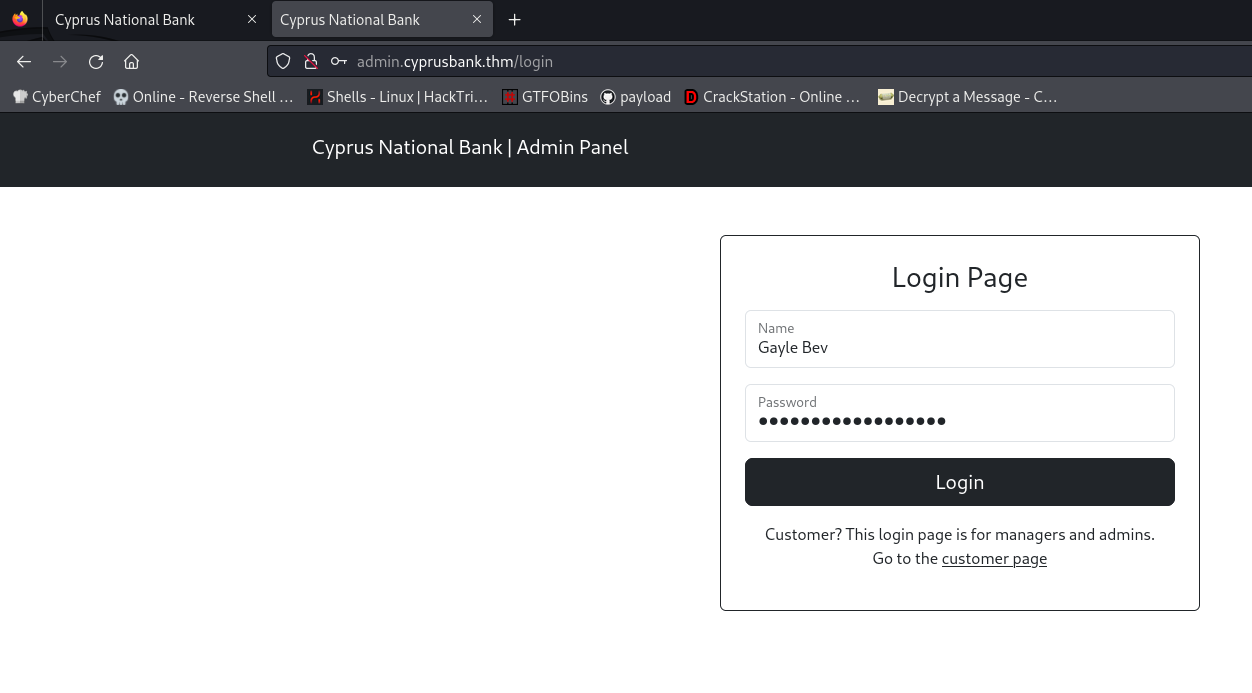 Cyprus National Bank
Cyprus National Bank
admin.cyprusbank.thm/login
CyberChef Online - Reverse Shell … Shells - Linux | HackTri… GTFOBins payload CrackStation - Online … Decrypt a Message - C…
Cyprus National Bank | Admin Panel
Login Page
Name
Gayle Bev
Password
Login
Customer? This login page is for managers and admins.
Go to the customer page